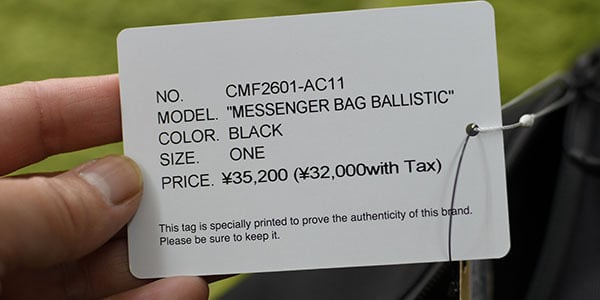 NO. CMF2601-AC11
MODEL. "MESSENGER BAG BALLISTIC"
COLOR. BLACK
SIZE. ONE
PRICE. ¥35,200 (¥32,000with Tax)
This tag is specially printed to prove the authenticity of this brand.
Please be sure to keep it.